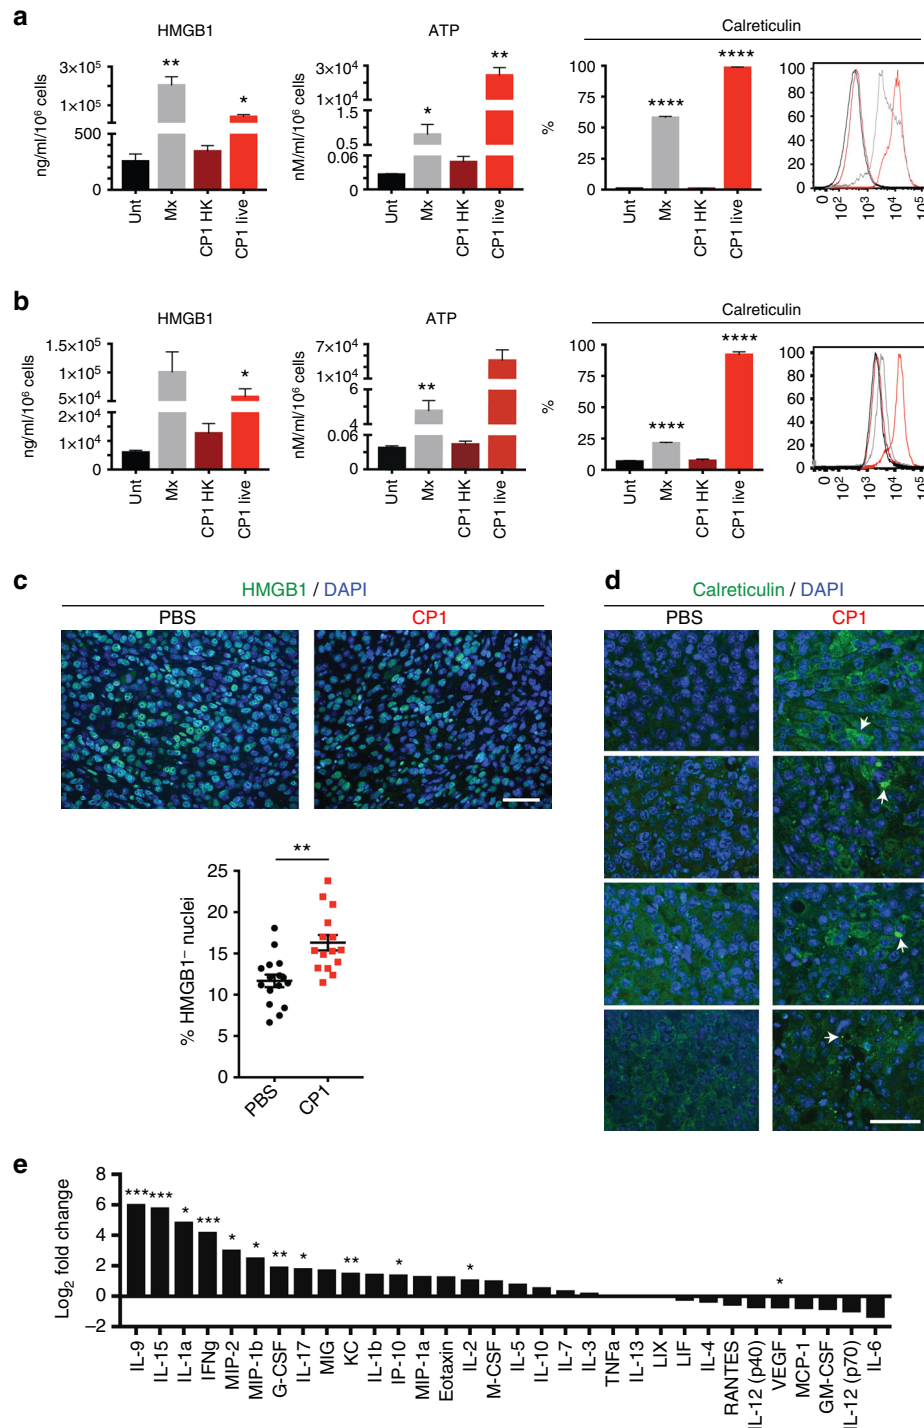 a
HMGB1
ATP
Calreticulin
ng/ml/10⁶ cells
3×10⁵
1×10⁵
500
0
**
*
Unt
Mx
CP1 HK
CP1 live
nM/ml/10⁶ cells
3×10⁴
1×10⁴
1.5
0.5
0.06
0
*
**
Unt
Mx
CP1 HK
CP1 live
%
100
75
50
25
0
****
****
Unt
Mx
CP1 HK
CP1 live
100
80
60
40
20
0
0 10² 10³ 10⁴ 10⁵
b
HMGB1
ATP
Calreticulin
ng/ml/10⁶ cells
1.5×10⁵
1×10⁵
5×10⁴
2×10⁴
1×10⁴
0
*
Unt
Mx
CP1 HK
CP1 live
nM/ml/10⁶ cells
7×10⁴
1×10⁴
6
4
0.06
0
**
Unt
Mx
CP1 HK
CP1 live
%
100
75
50
25
0
****
****
Unt
Mx
CP1 HK
CP1 live
100
80
60
40
20
0
0 10² 10³ 10⁴ 10⁵
c
HMGB1 / DAPI
PBS
CP1
% HMGB1⁻ nuclei
25
20
15
10
5
0
**
PBS
CP1
d
Calreticulin / DAPI
PBS
CP1
e
Log₂ fold change
8
6
4
2
0
−2
***
***
*
***
*
*
**
*
**
*
*
*
IL-9
IL-15
IL-1a
IFNg
MIP-2
MIP-1b
G-CSF
IL-17
MIG
KC
IL-1b
IP-10
MIP-1a
Eotaxin
IL-2
M-CSF
IL-5
IL-10
IL-7
IL-3
TNFa
IL-13
LIX
LIF
IL-4
RANTES
IL-12 (p40)
VEGF
MCP-1
GM-CSF
IL-12 (p70)
IL-6